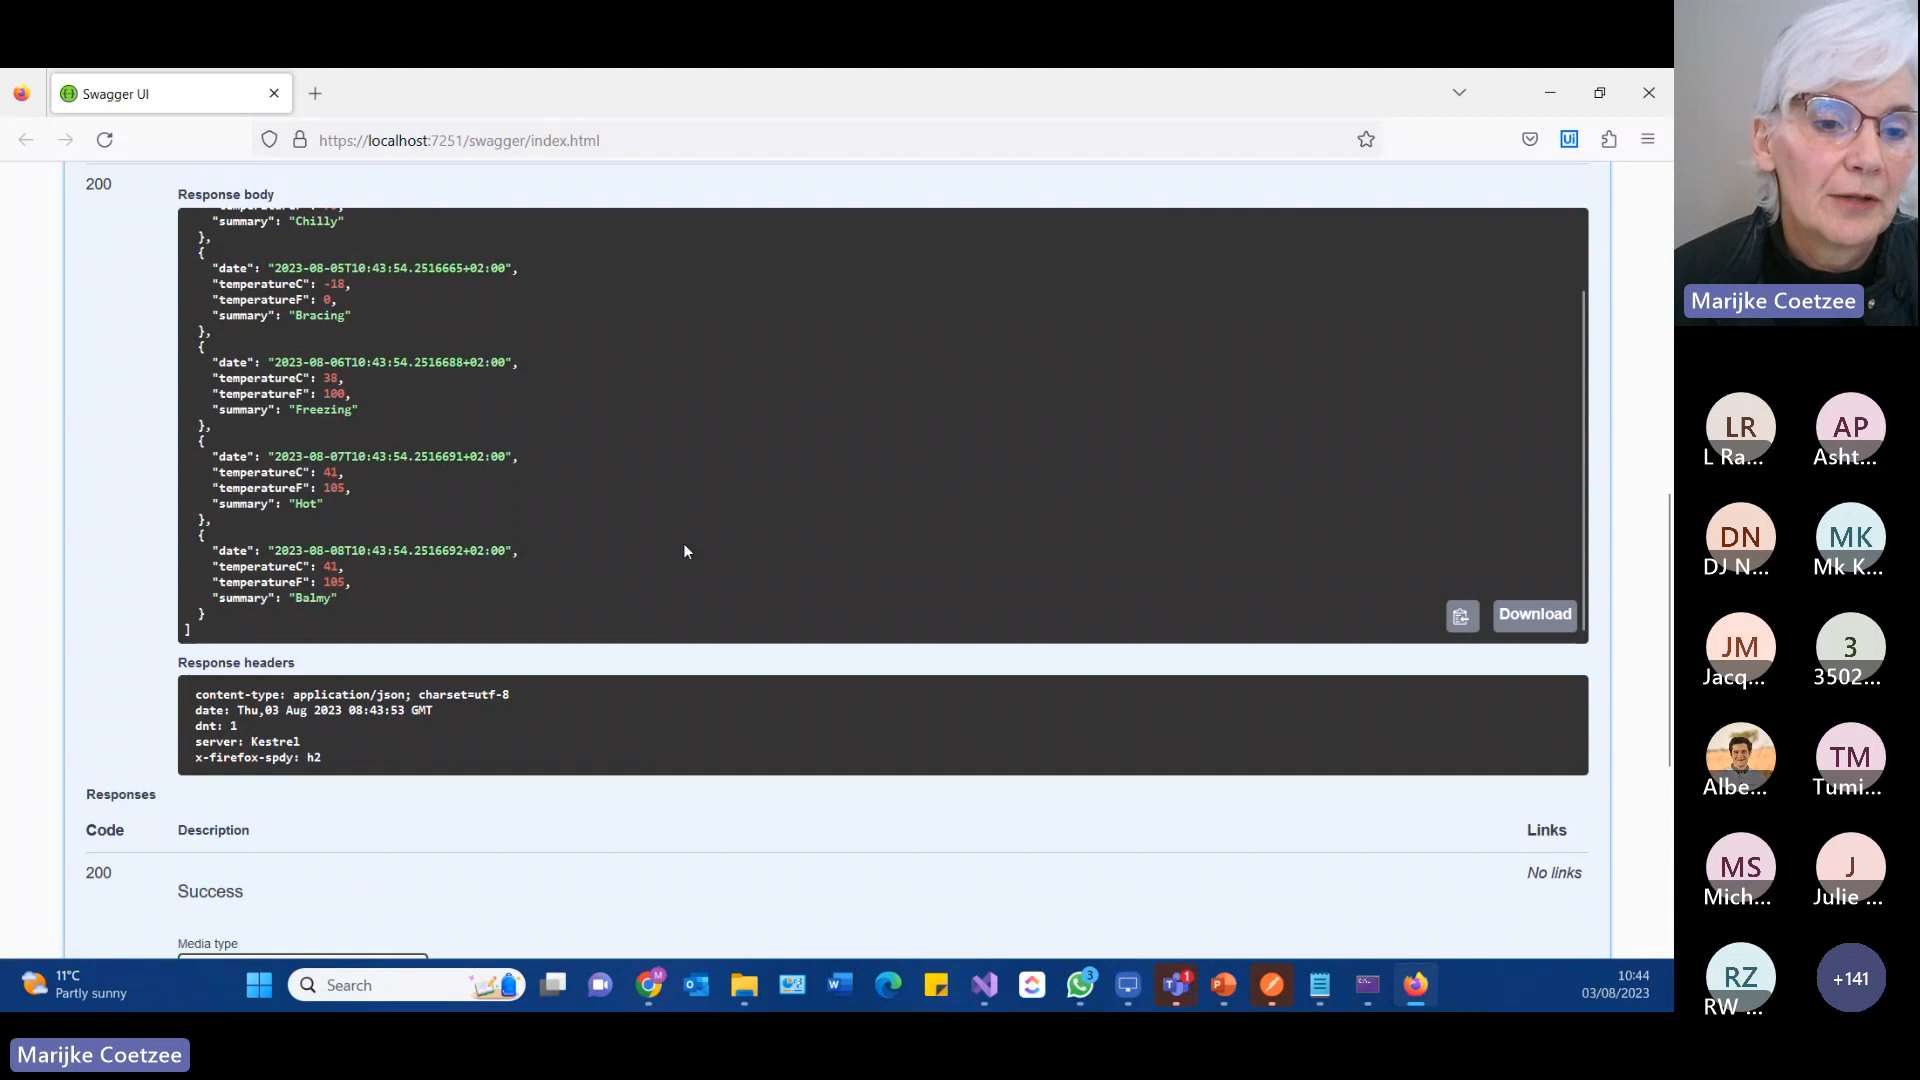 Swagger UI
https://localhost:7251/swagger/index.html
200
Response body
"summary": "Chilly"
},
{
"date": "2023-08-05T10:43:54.2516665+02:00",
"temperatureC": -18,
"temperatureF": 0,
"summary": "Bracing"
},
{
"date": "2023-08-06T10:43:54.2516688+02:00",
"temperatureC": 38,
"temperatureF": 100,
"summary": "Freezing"
},
{
"date": "2023-08-07T10:43:54.2516691+02:00",
"temperatureC": 41,
"temperatureF": 105,
"summary": "Hot"
},
{
"date": "2023-08-08T10:43:54.2516692+02:00",
"temperatureC": 41,
"temperatureF": 105,
"summary": "Balmy"
}
]
Download
Response headers
content-type: application/json; charset=utf-8
date: Thu,03 Aug 2023 08:43:53 GMT
dnt: 1
server: Kestrel
x-firefox-spdy: h2
Responses
Code Description Links
200 No links
Success
Media type
11°C
Partly sunny
Search
10:44
03/08/2023
Marijke Coetzee
Marijke Coetzee
LR
L Ra...
AP
Asht...
DN
DJ N...
MK
Mk K...
JM
Jacq...
3
3502...
Albe...
TM
Tumi...
MS
Mich...
J
Julie ...
RZ
RW ...
+141